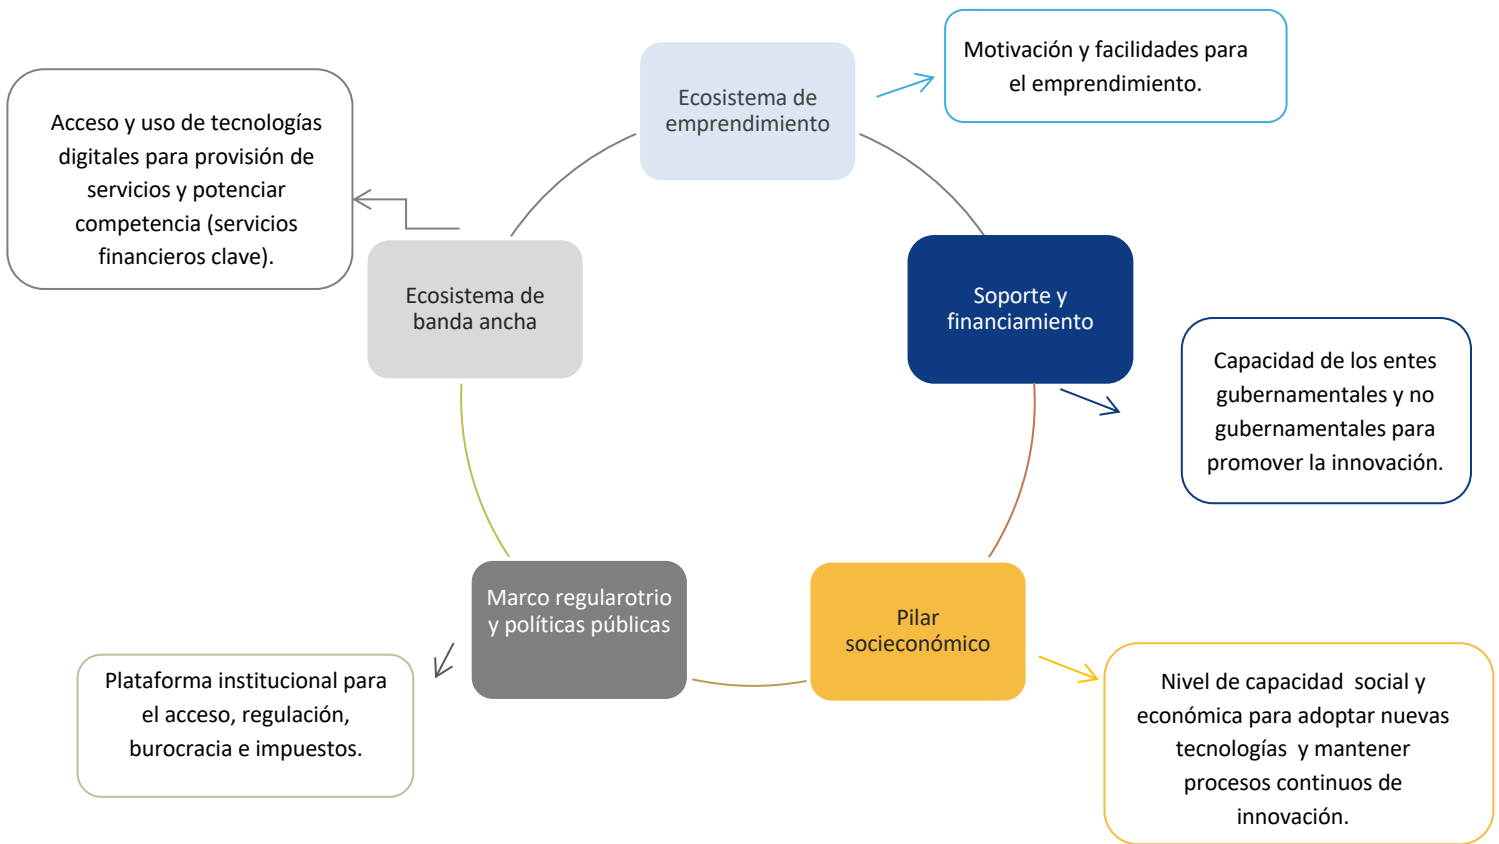 Ecosistema de
emprendimiento
Motivación y facilidades para
el emprendimiento.
Acceso y uso de tecnologías
digitales para provisión de
servicios y potenciar
competencia (servicios
financieros clave).
Ecosistema de
banda ancha
Soporte y
financiamiento
Capacidad de los entes
gubernamentales y no
gubernamentales para
promover la innovación.
Marco regularotrio
y políticas públicas
Pilar
socieconómico
Plataforma institucional para
el acceso, regulación,
burocracia e impuestos.
Nivel de capacidad social y
económica para adoptar nuevas
tecnologías y mantener
procesos continuos de
innovación.